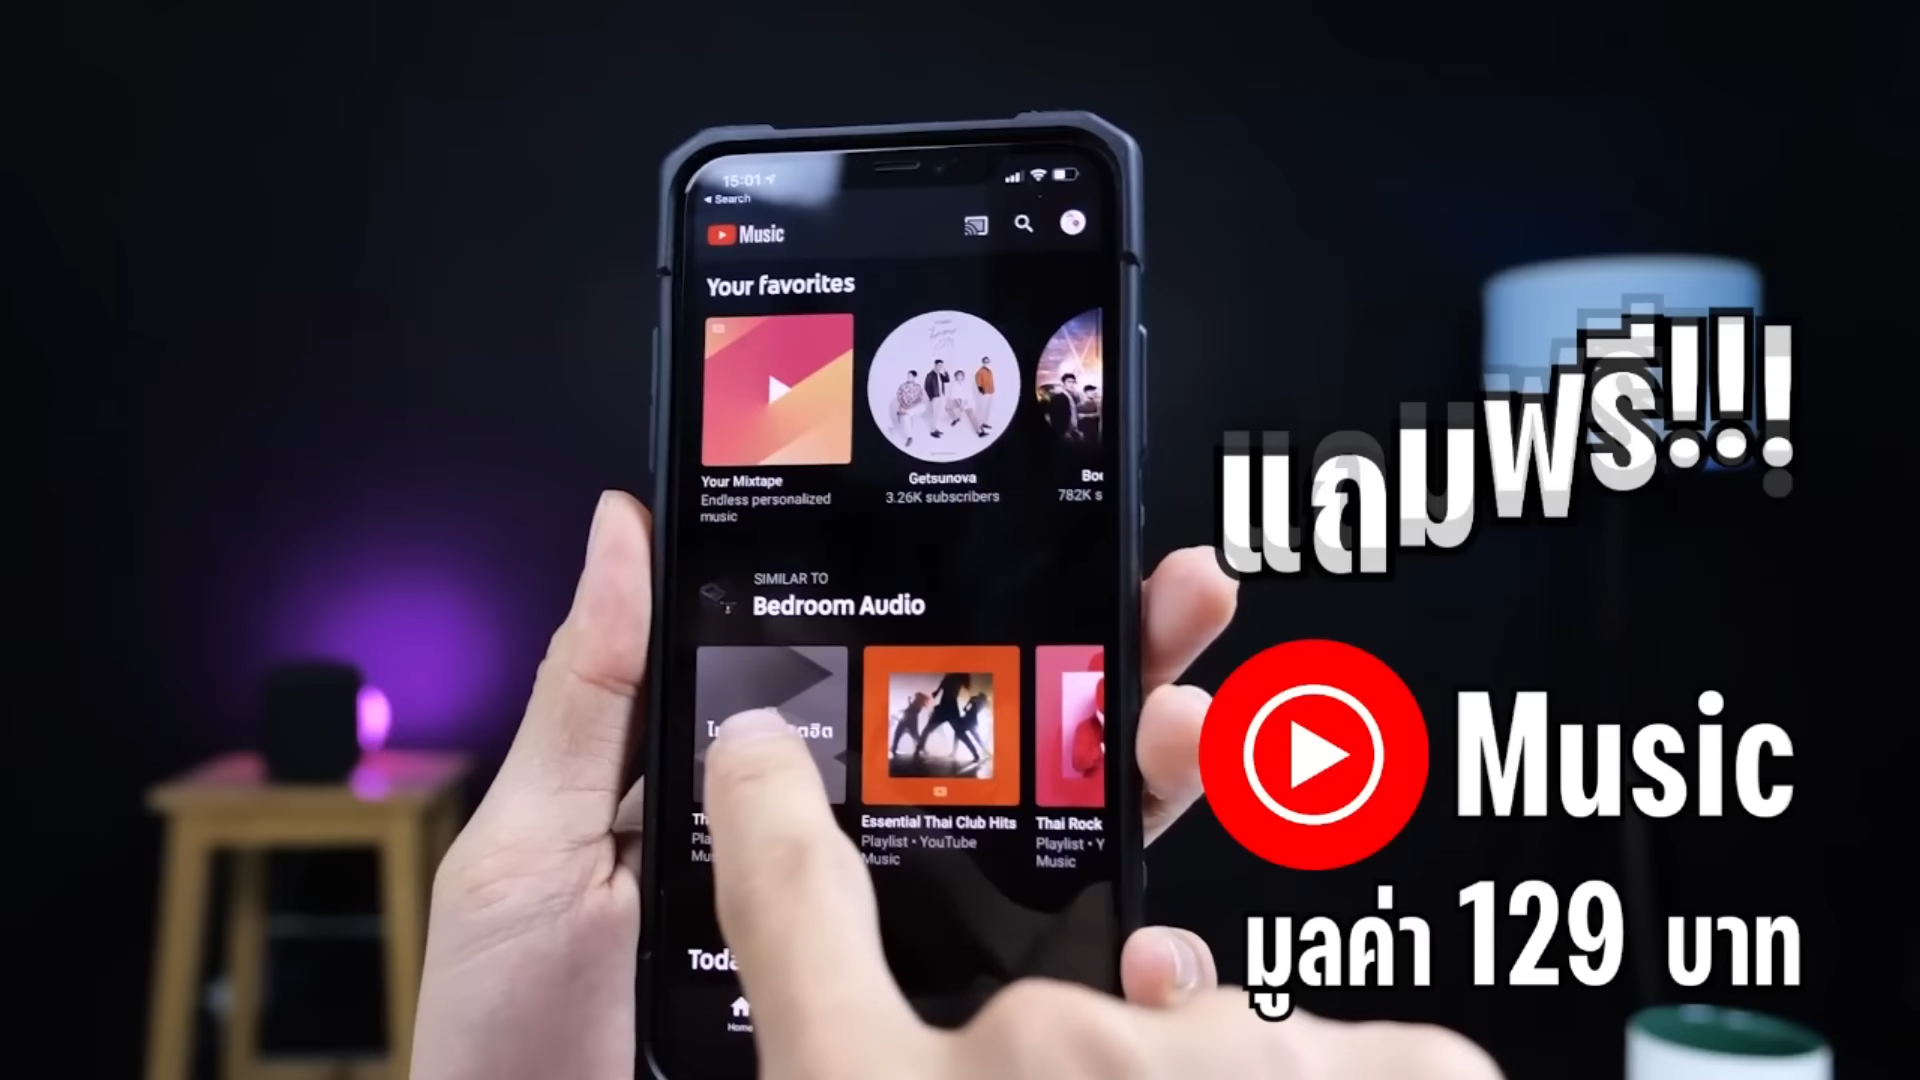 15:01
Search
Music
Your favorites
Your Mixtape
Endless personalized
music
Getsunova
3.26K subscribers
782K
SIMILAR TO
Bedroom Audio
Essential Thai Club Hits
Playlist • YouTube
Music
Thai Rock
Playlist •
Music
Home
แถมฟรี!!!
Music
มูลค่า 129 บาท